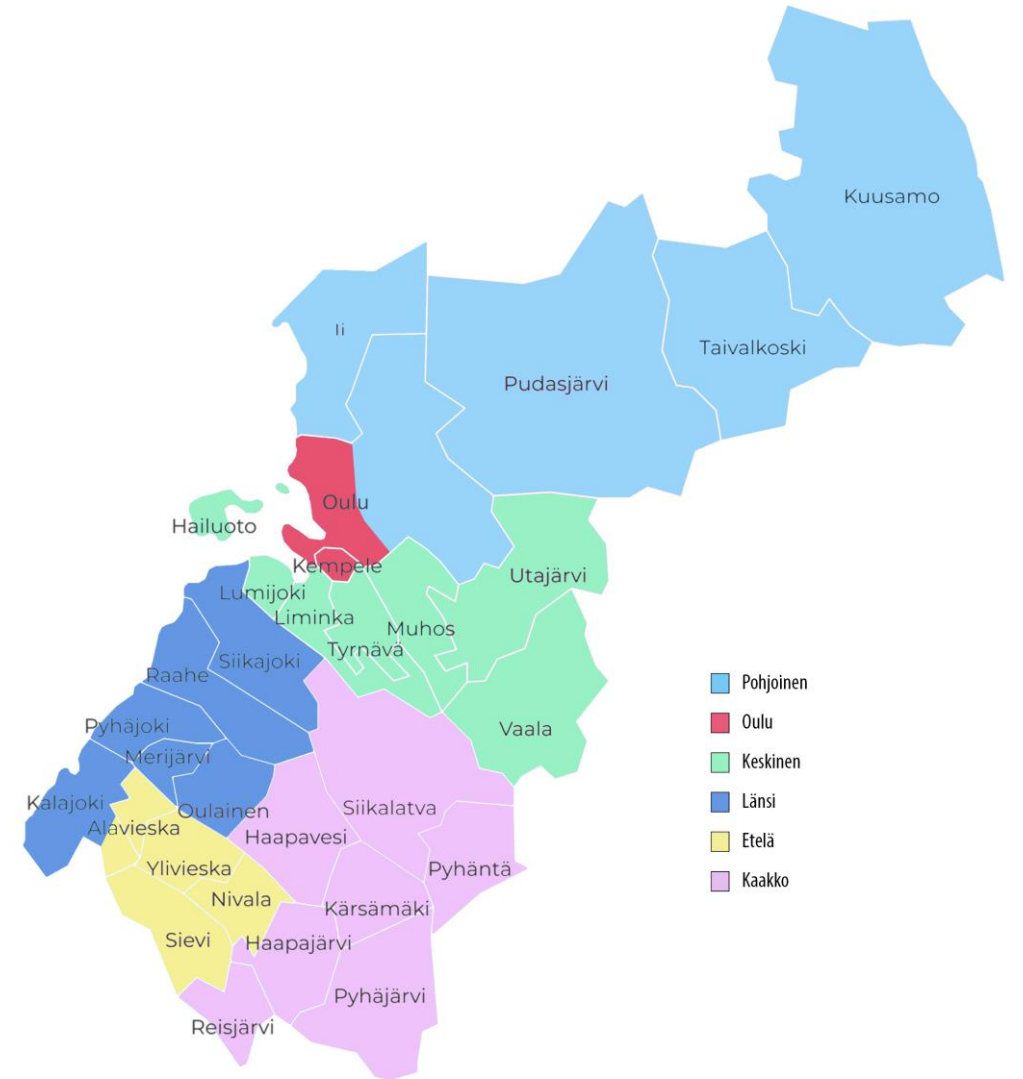 Kuusamo
Ii
Taivalkoski
Pudasjärvi
Oulu
Hailuoto
Kempele
Utajärvi
Lumijoki
Liminka
Muhos
Tyrnävä
Siikajoki
Raahe
Vaala
Pyhäjoki
Merijärvi
Kalajoki
Oulainen
Siikalatva
Alavieska
Haapavesi
Ylivieska
Pyhäntä
Nivala
Kärsämäki
Sievi
Haapajärvi
Pyhäjärvi
Reisjärvi
Pohjoinen
Oulu
Keskinen
Länsi
Etelä
Kaakko